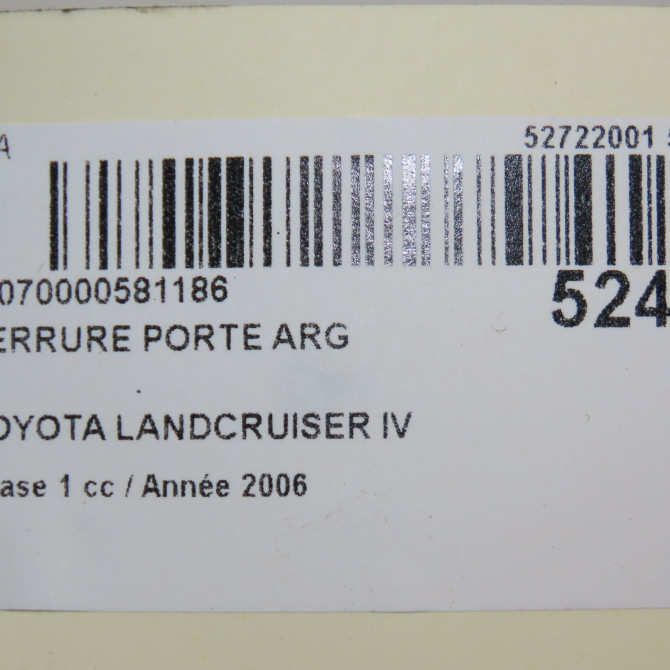 A 52722001
070000581186 524
ERRURE PORTE ARG
OYOTA LANDCRUISER IV
ase 1 cc / Année 2006